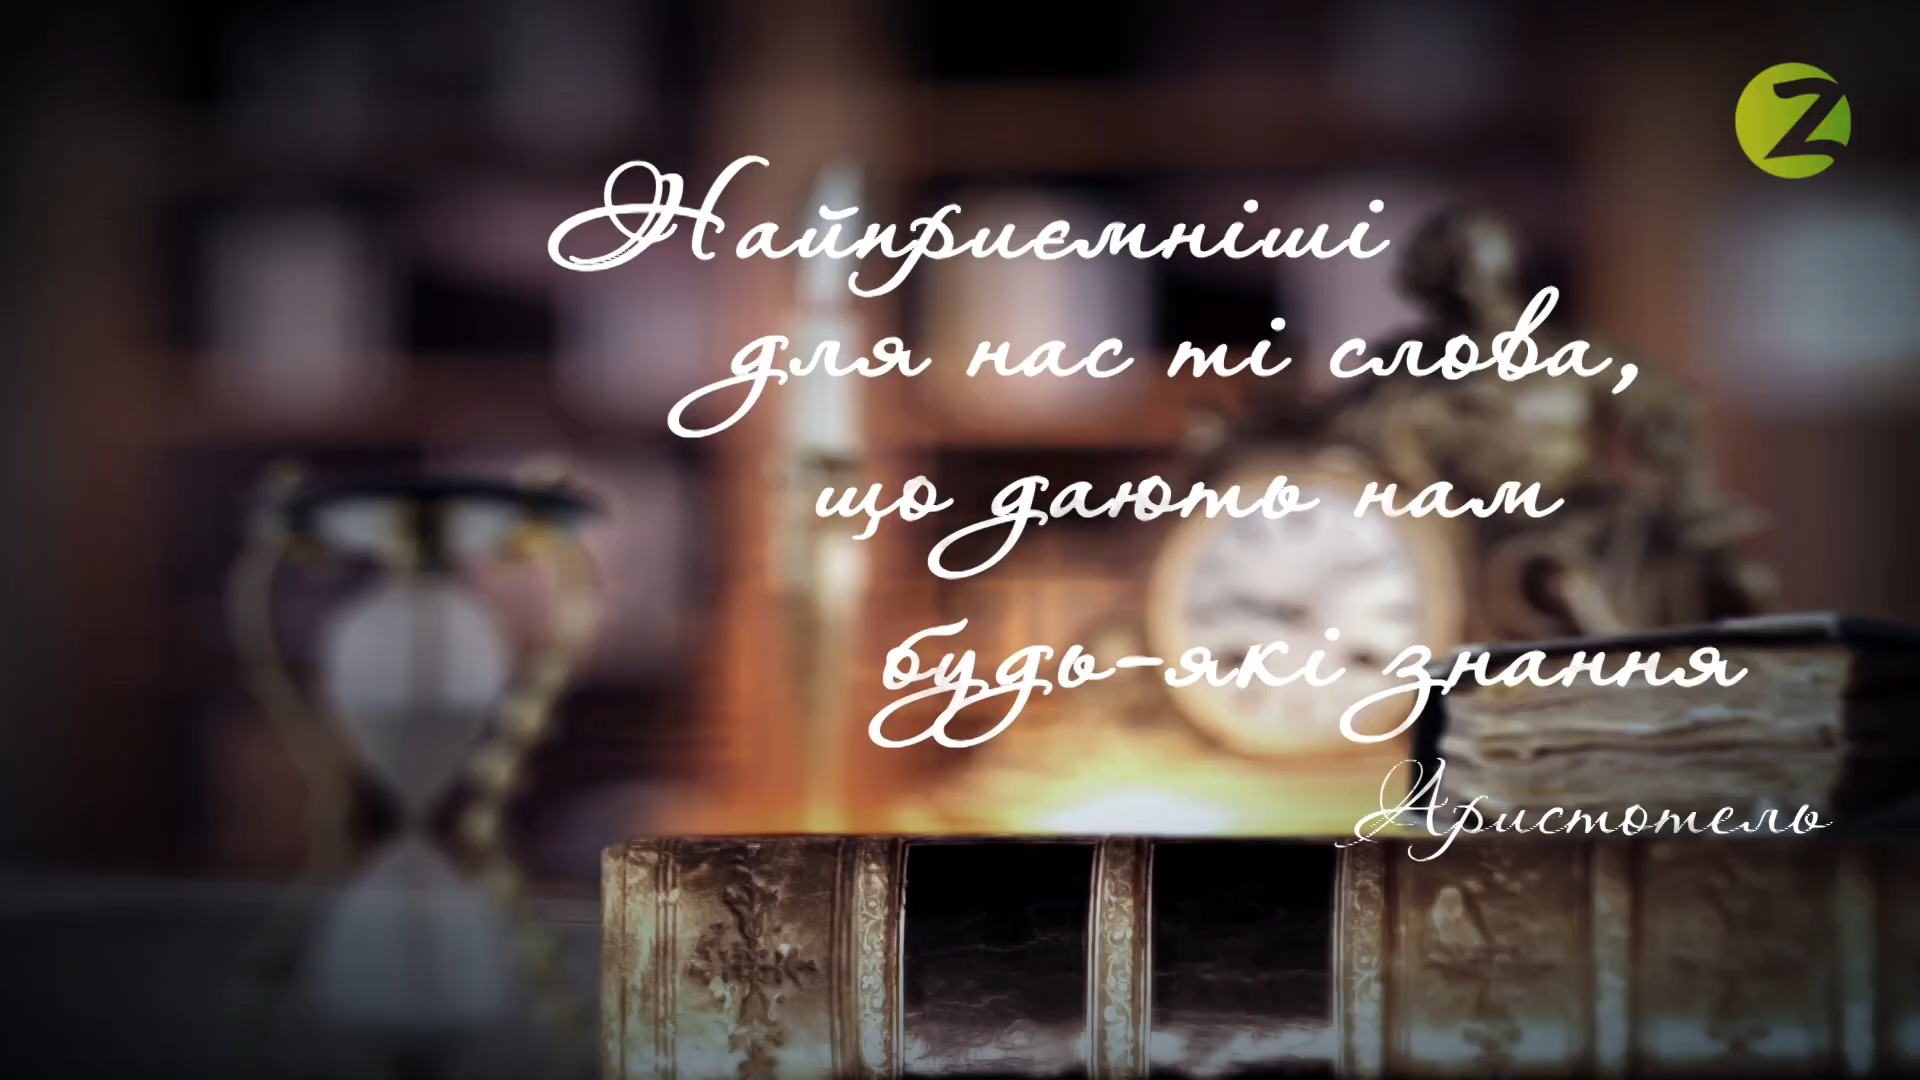 Найприємніші
для нас ті слова,
що дають нам
будь-які знання
Аристотель